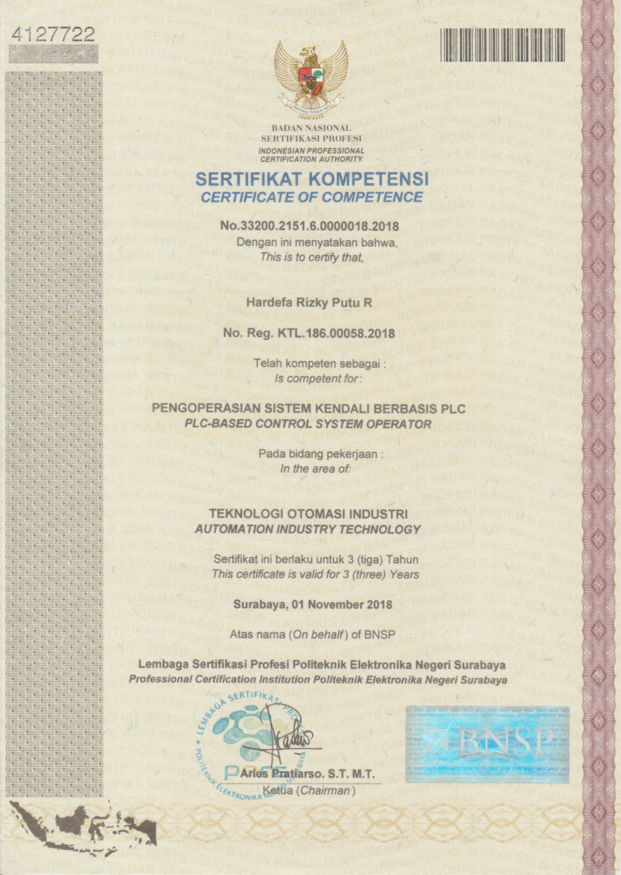 4127722
BADAN NASIONAL
SERTIFIKASI PROFESI
INDONESIAN PROFESSIONAL
CERTIFICATION AUTHORITY
SERTIFIKAT KOMPETENSI
CERTIFICATE OF COMPETENCE
No.33200.2151.6.0000018.2018
Dengan ini menyatakan bahwa,
This is to certify that,
Hardefa Rizky Putu R
No. Reg. KTL.186.00058.2018
Telah kompeten sebagai :
Is competent for:
PENGOPERASIAN SISTEM KENDALI BERBASIS PLC
PLC-BASED CONTROL SYSTEM OPERATOR
Pada bidang pekerjaan :
In the area of:
TEKNOLOGI OTOMASI INDUSTRI
AUTOMATION INDUSTRY TECHNOLOGY
Sertifikat ini berlaku untuk 3 (tiga) Tahun
This certificate is valid for 3 (three) Years
Surabaya, 01 November 2018
Atas nama (On behalf) of BNSP
Lembaga Sertifikasi Profesi Politeknik Elektronika Negeri Surabaya
Professional Certification Institution Politeknik Elektronika Negeri Surabaya
LEMBAGA SERTIFIKASI
POLITEKNIK ELEKTRONIKA
BNSP
Aries Pratiarso. S.T. M.T.
Ketua (Chairman)